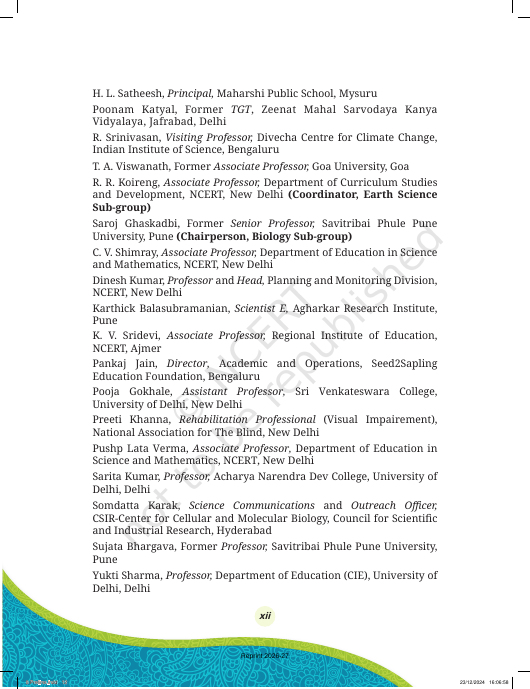 H. L. Satheesh, Principal, Maharshi Public School, Mysuru
Poonam Katyal, Former TGT, Zeenat Mahal Sarvodaya Kanya
Vidyalaya, Jafrabad, Delhi
R. Srinivasan, Visiting Professor, Divecha Centre for Climate Change,
Indian Institute of Science, Bengaluru
T. A. Viswanath, Former Associate Professor, Goa University, Goa
R. R. Koireng, Associate Professor, Department of Curriculum Studies
and Development, NCERT, New Delhi (Coordinator, Earth Science
Sub-group)
Saroj Ghaskadbi, Former Senior Professor, Savitribai Phule Pune
University, Pune (Chairperson, Biology Sub-group)
C. V. Shimray, Associate Professor, Department of Education in Science
and Mathematics, NCERT, New Delhi
Dinesh Kumar, Professor and Head, Planning and Monitoring Division,
NCERT, New Delhi
Karthick Balasubramanian, Scientist E, Agharkar Research Institute,
Pune
K. V. Sridevi, Associate Professor, Regional Institute of Education,
NCERT, Ajmer
Pankaj Jain, Director, Academic and Operations, Seed2Sapling
Education Foundation, Bengaluru
Pooja Gokhale, Assistant Professor, Sri Venkateswara College,
University of Delhi, New Delhi
Preeti Khanna, Rehabilitation Professional (Visual Impairement),
National Association for The Blind, New Delhi
Pushp Lata Verma, Associate Professor, Department of Education in
Science and Mathematics, NCERT, New Delhi
Sarita Kumar, Professor, Acharya Narendra Dev College, University of
Delhi, Delhi
Somdatta Karak, Science Communications and Outreach Officer,
CSIR-Center for Cellular and Molecular Biology, Council for Scientific
and Industrial Research, Hyderabad
Sujata Bhargava, Former Professor, Savitribai Phule Pune University,
Pune
Yukti Sharma, Professor, Department of Education (CIE), University of
Delhi, Delhi
© NCERT
not to be republished
xii
Reprint 2026-27
23/12/2024 16:06:58